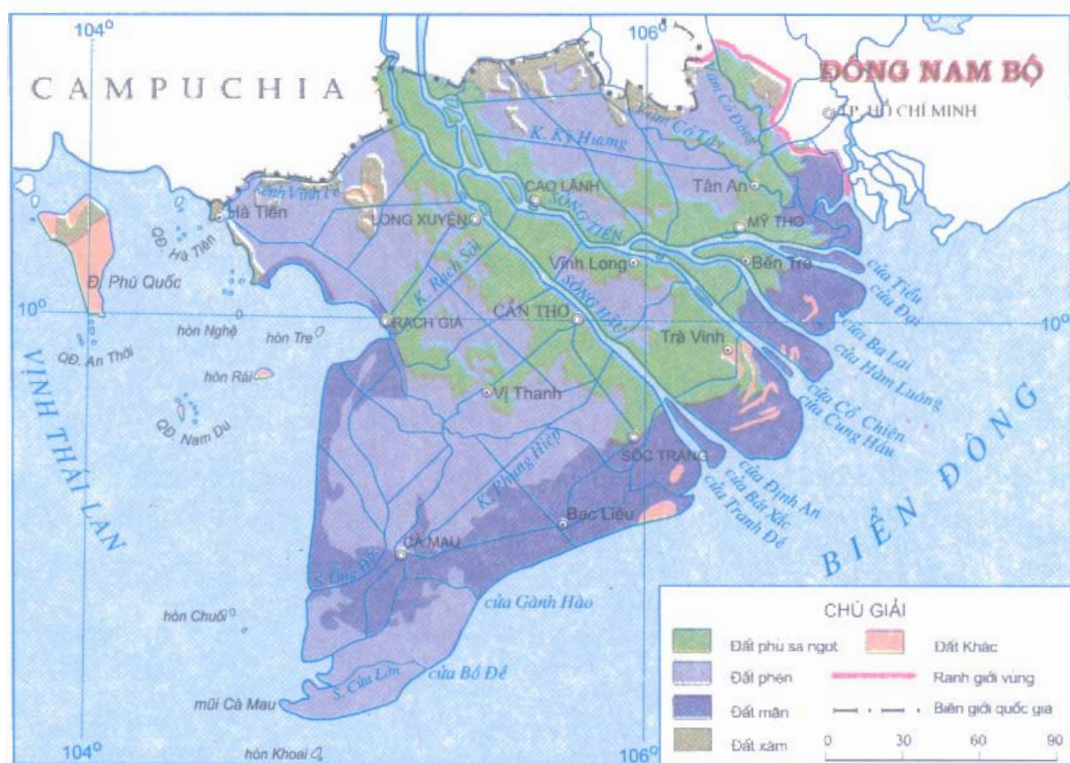 104°
106°
CAMPUCHIA
ĐÔNG NAM BỘ
TP. HỒ CHÍ MINH
Vàm Cỏ Đông
Vàm Cỏ Tây
K. Kỳ Hương
Kênh Vĩnh Tế
Hà Tiên
QĐ. Hà Tiên
CAO LÃNH
Tân An
LONG XUYÊN
SÔNG TIỀN
MỸ THO
Đ. Phú Quốc
K. Rạch Sỏi
Vĩnh Long
Bến Tre
cửa Tiểu
cửa Đại
10°
hòn Nghệ
hòn Tre
RẠCH GIÁ
CẦN THƠ
SÔNG HẬU
10°
QĐ. An Thới
Trà Vinh
cửa Ba Lai
cửa Hàm Luông
hòn Rái
Vị Thanh
cửa Cổ Chiên
cửa Cung Hầu
QĐ. Nam Du
VỊNH THÁI LAN
K. Phụng Hiệp
SÓC TRĂNG
cửa Định An
cửa Bát Xắc
cửa Tranh Đề
BIỂN ĐÔNG
Bạc Liêu
CÀ MAU
S. Ông Đốc
cửa Gành Hào
hòn Chuối
S. Cửa Lớn
cửa Bồ Đề
mũi Cà Mau
hòn Khoai
104°
106°
CHÚ GIẢI
Đất phù sa ngọt
Đất Khác
Đất phèn
Ranh giới vùng
Đất mặn
Biên giới quốc gia
Đất xám
0 30 60 90